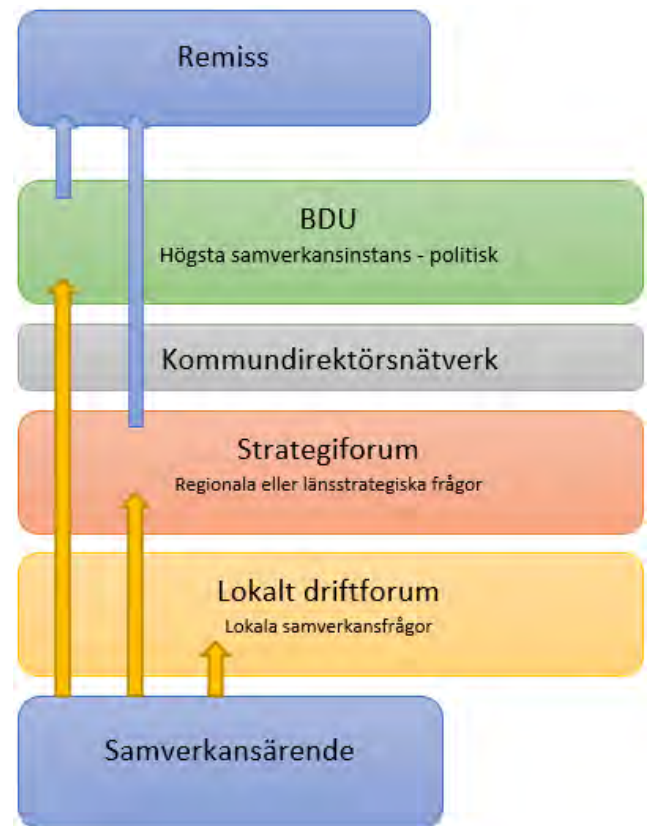 Remiss
BDU
Högsta samverkansinstans - politisk
Kommundirektörsnätverk
Strategiforum
Regionala eller länsstrategiska frågor
Lokalt driftforum
Lokala samverkansfrågor
Samverkansärende